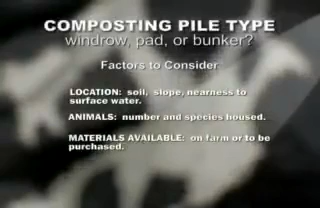 COMPOSTING PILE TYPE
windrow, pad, or bunker?
Factors to Consider
LOCATION: soil, slope, nearness to
surface water.
ANIMALS: number and species housed.
MATERIALS AVAILABLE: on farm or to be
purchased.